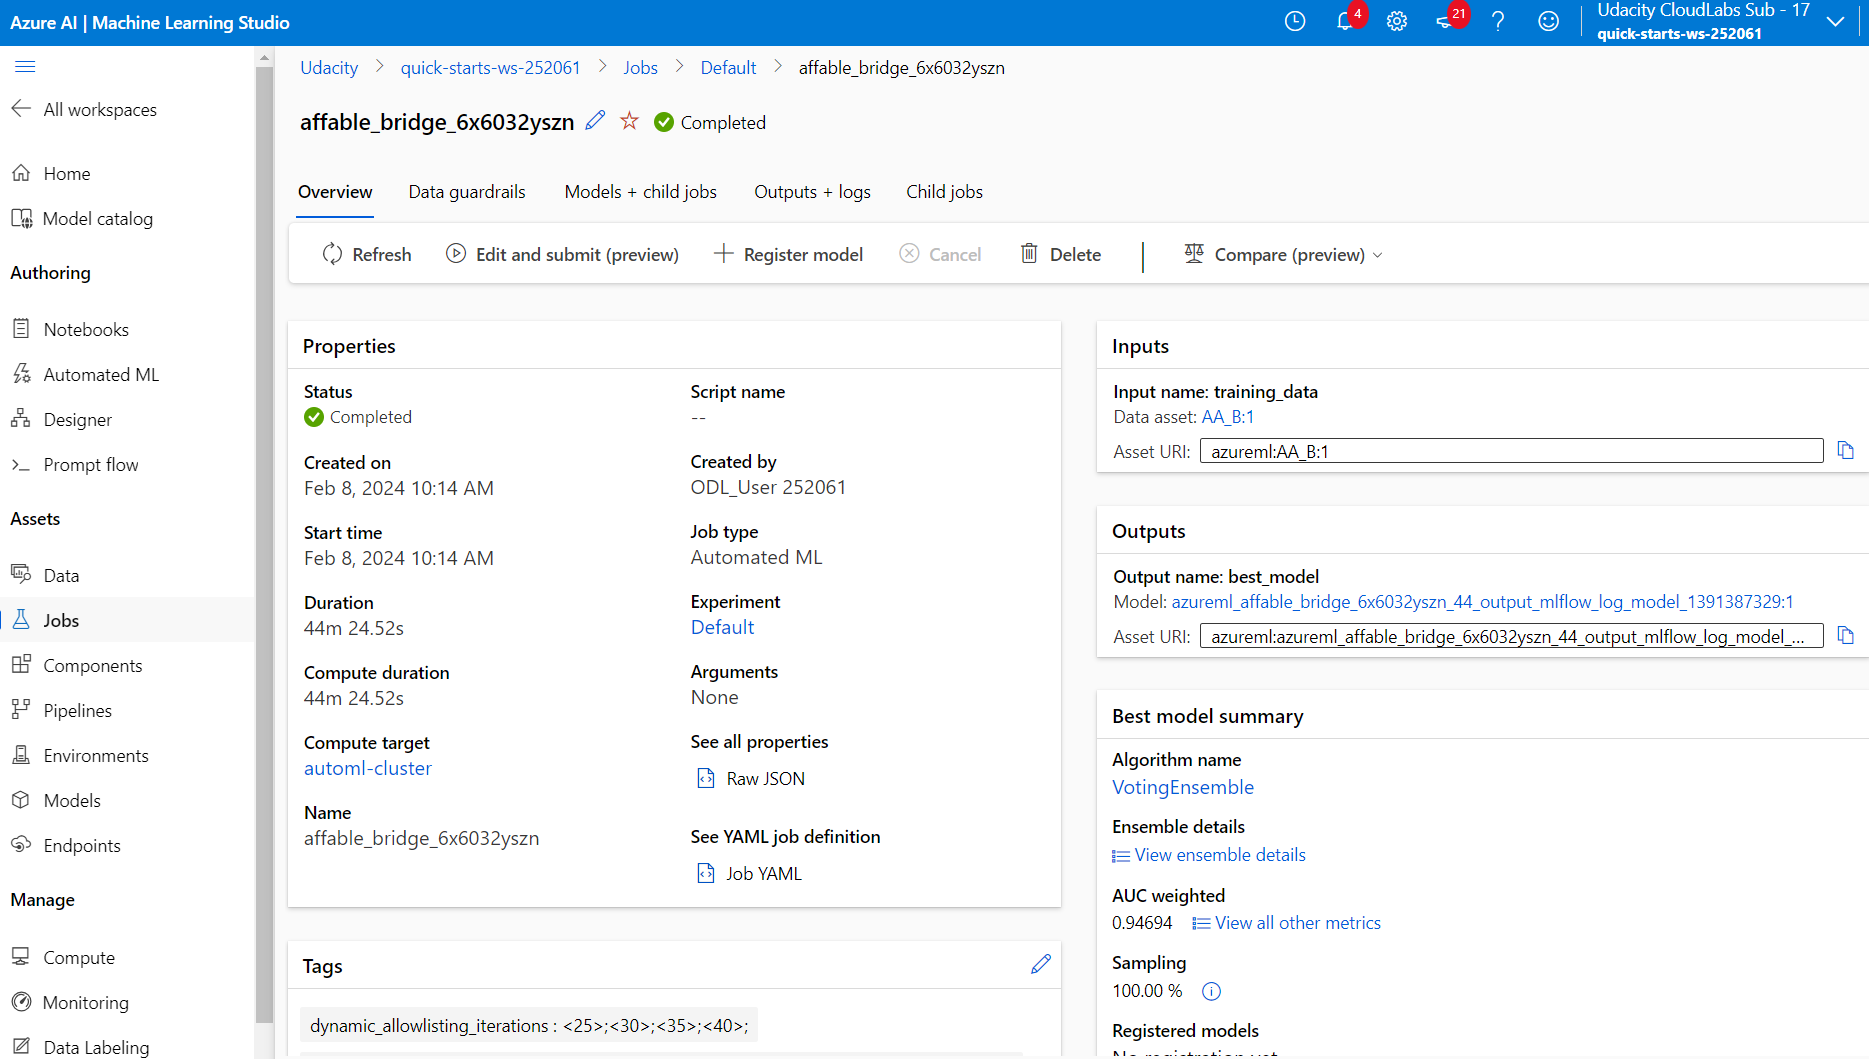 Azure AI | Machine Learning Studio
4
21
Udacity CloudLabs Sub - 17
quick-starts-ws-252061
All workspaces
Home
Model catalog
Authoring
Notebooks
Automated ML
Designer
Prompt flow
Assets
Data
Jobs
Components
Pipelines
Environments
Models
Endpoints
Manage
Compute
Monitoring
Data Labeling
Udacity > quick-starts-ws-252061 > Jobs > Default > affable_bridge_6x6032yszn
affable_bridge_6x6032yszn Completed
Overview Data guardrails Models + child jobs Outputs + logs Child jobs
Refresh Edit and submit (preview) Register model Cancel Delete Compare (preview)
Properties
Status
Completed
Created on
Feb 8, 2024 10:14 AM
Start time
Feb 8, 2024 10:14 AM
Duration
44m 24.52s
Compute duration
44m 24.52s
Compute target
automl-cluster
Name
affable_bridge_6x6032yszn
Script name
--
Created by
ODL_User 252061
Job type
Automated ML
Experiment
Default
Arguments
None
See all properties
Raw JSON
See YAML job definition
Job YAML
Tags
dynamic_allowlisting_iterations : <25>;<30>;<35>;<40>;
Inputs
Input name: training_data
Data asset: AA_B:1
Asset URI: azureml:AA_B:1
Outputs
Output name: best_model
Model: azureml_affable_bridge_6x6032yszn_44_output_mlflow_log_model_1391387329:1
Asset URI: azureml:azureml_affable_bridge_6x6032yszn_44_output_mlflow_log_model_...
Best model summary
Algorithm name
VotingEnsemble
Ensemble details
View ensemble details
AUC weighted
0.94694 View all other metrics
Sampling
100.00 %
Registered models
No registration yet